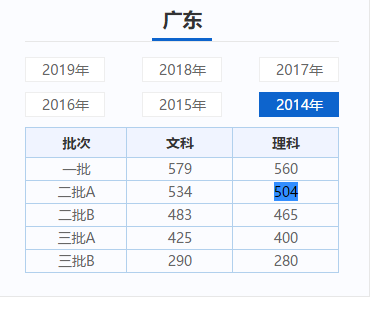 广东
2019年 2018年 2017年
2016年 2015年 2014年
批次 文科 理科
一批 579 560
二批A 534 504
二批B 483 465
三批A 425 400
三批B 290 280